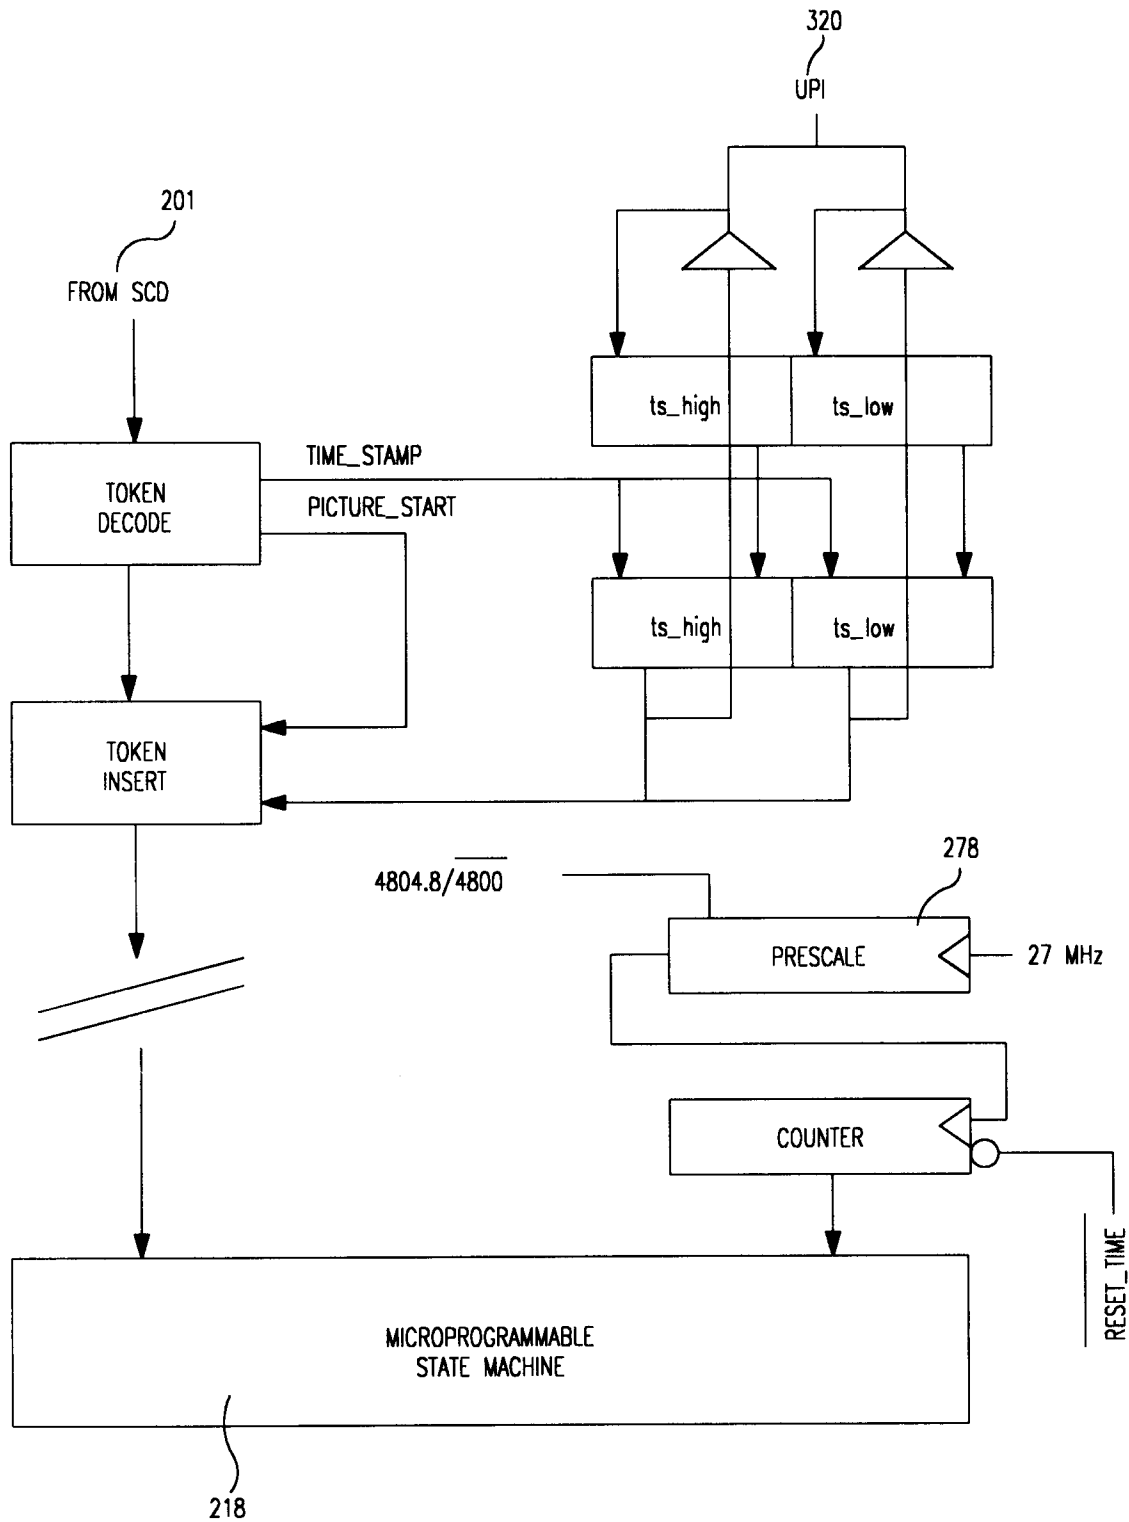 320
UPI
201
FROM SCD
ts_high
ts_low
TIME_STAMP
TOKEN
DECODE
PICTURE_START
ts_high
ts_low
TOKEN
INSERT
278
4804.8/4800
PRESCALE
27 MHz
COUNTER
RESET_TIME
MICROPROGRAMMABLE
STATE MACHINE
218